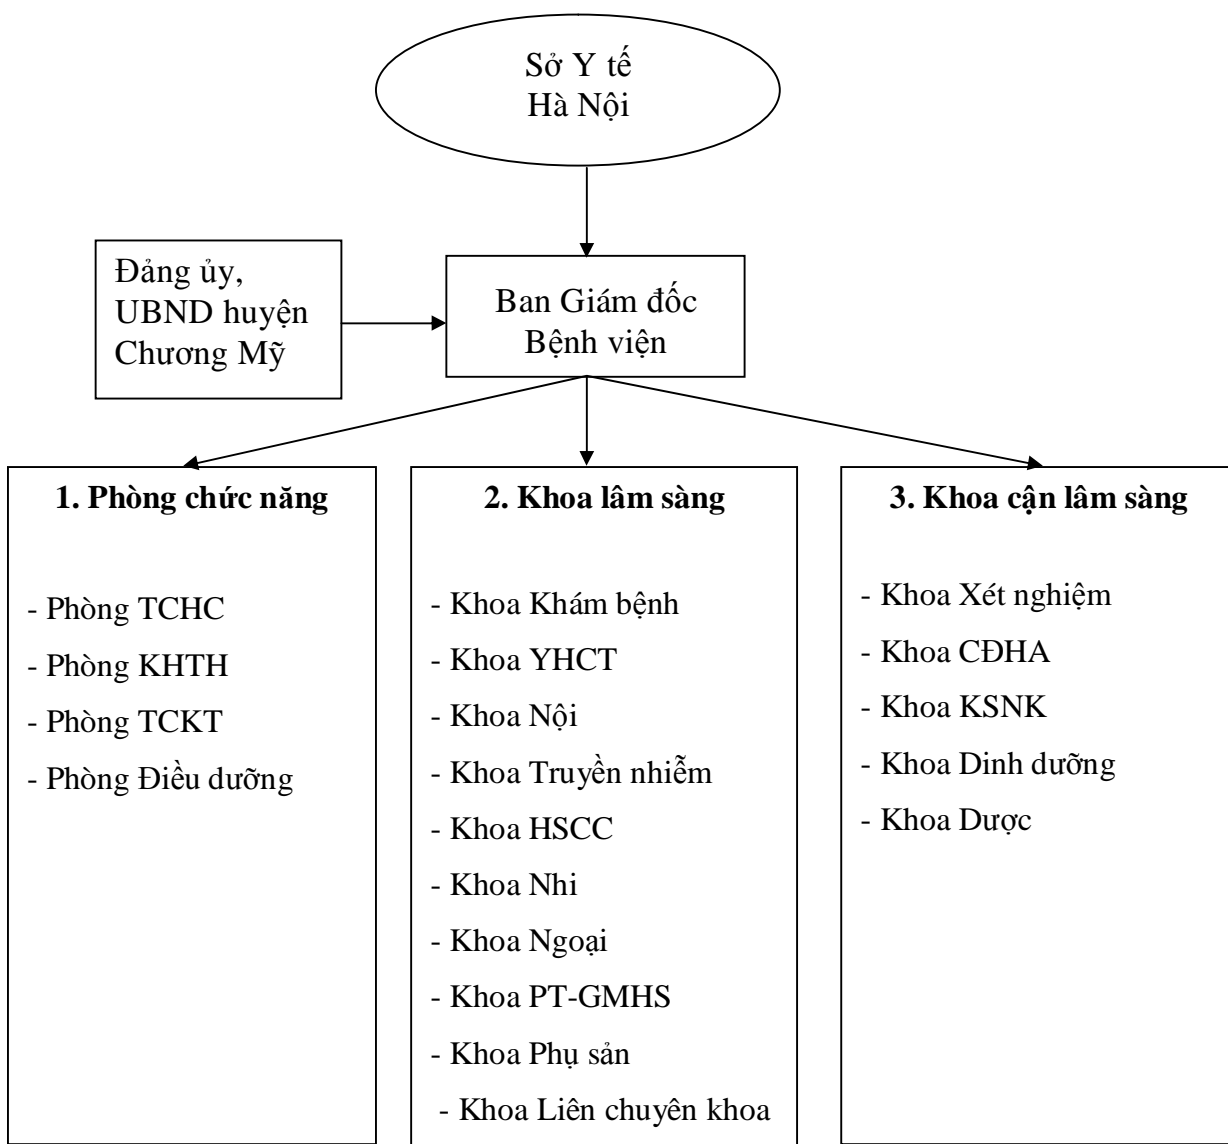 Sở Y tế
Hà Nội
Đảng ủy,
UBND huyện
Chương Mỹ
Ban Giám đốc
Bệnh viện
1. Phòng chức năng
- Phòng TCHC
- Phòng KHTH
- Phòng TCKT
- Phòng Điều dưỡng
2. Khoa lâm sàng
- Khoa Khám bệnh
- Khoa YHCT
- Khoa Nội
- Khoa Truyền nhiễm
- Khoa HSCC
- Khoa Nhi
- Khoa Ngoại
- Khoa PT-GMHS
- Khoa Phụ sản
- Khoa Liên chuyên khoa
3. Khoa cận lâm sàng
- Khoa Xét nghiệm
- Khoa CĐHA
- Khoa KSNK
- Khoa Dinh dưỡng
- Khoa Dược